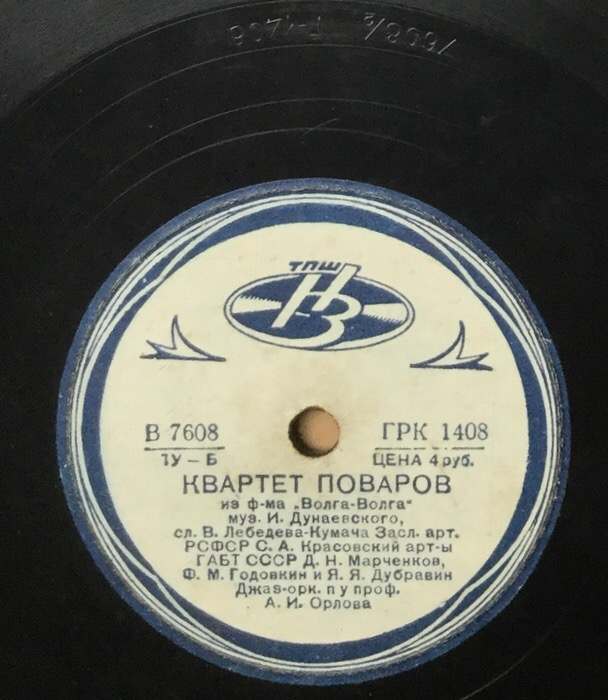 ТПШ
НЗ
В 7608
ГРК 1408
1У – Б
ЦЕНА 4 руб.
КВАРТЕТ ПОВАРОВ
из ф-ма „Волга-Волга"
муз. И. Дунаевского,
сл. В. Лебедева-Кумача Засл. арт.
РСФСР С. А. Красовский арт-ы
ГАБТ СССР Д. Н. Марченков,
Ф. М. Годовкин и Я. Я. Дубравин
Джаз-орк. п у проф.
А. И. Орлова